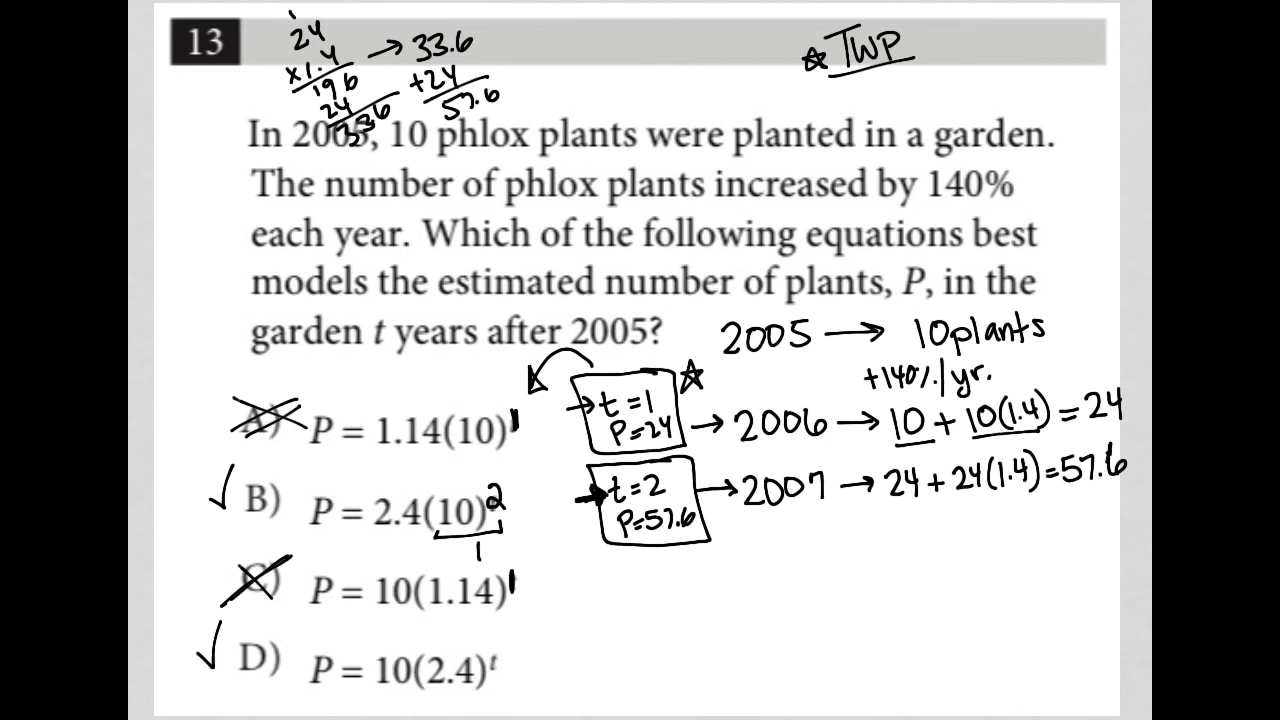 13
24
x1.4
196
24
336
→ 33.6
+24
57.6
☆ TWP
In 2005, 10 phlox plants were planted in a garden.
The number of phlox plants increased by 140%
each year. Which of the following equations best
models the estimated number of plants, P, in the
garden t years after 2005?
2005 → 10 plants
+140%/yr.
→ t = 1
P = 24
→ 2006 → 10 + 10(1.4) = 24
→ t = 2
P = 57.6
→ 2007 → 24 + 24(1.4) = 57.6
A) P = 1.14(10)¹
✓ B) P = 2.4(10)²
1
C) P = 10(1.14)¹
✓ D) P = 10(2.4)ᵗ